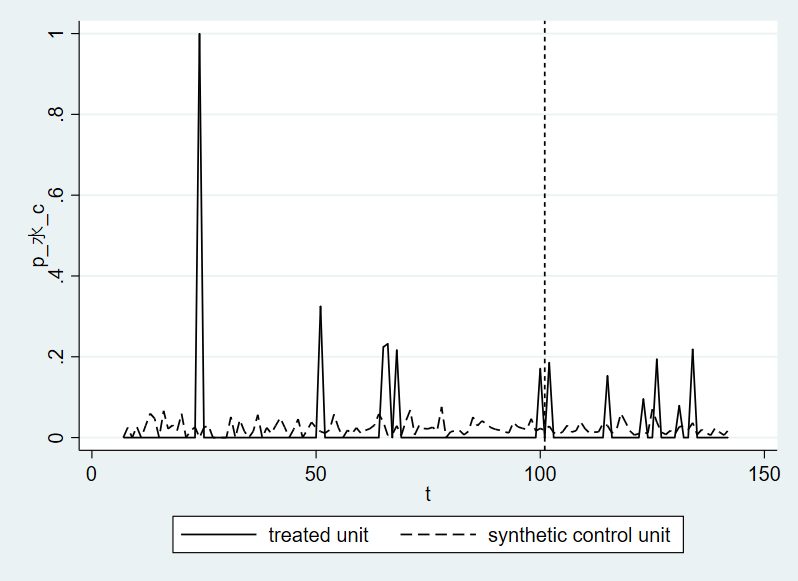 1
.8
.6
.4
.2
0
p_水_c
0 50 100 150
t
treated unit synthetic control unit